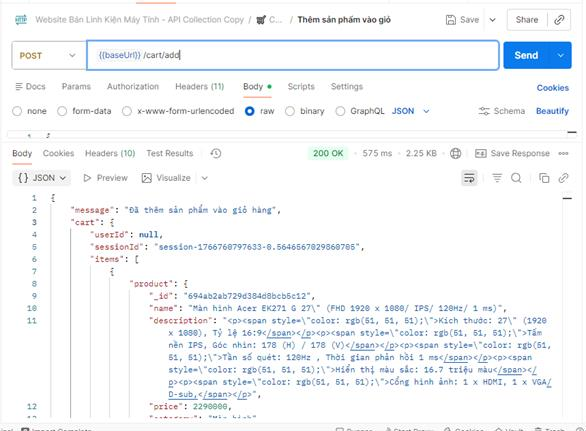 HTTP Website Bán Linh Kiện Máy Tính - API Collection Copy / C... / Thêm sản phẩm vào giỏ Save Share
POST {{baseUrl}} /cart/add Send
Docs Params Authorization Headers (11) Body Scripts Settings Cookies
none form-data x-www-form-urlencoded raw binary GraphQL JSON Schema Beautify
Body Cookies Headers (10) Test Results 200 OK • 575 ms • 2.25 KB Save Response
{} JSON Preview Visualize
1 {
2 "message": "Đã thêm sản phẩm vào giỏ hàng",
3 "cart": {
4 "userId": null,
5 "sessionId": "session-1766760797633-0.5646567029860705",
6 "items": [
7 {
8 "product": {
9 "_id": "694ab2ab729d384d8bcb5c12",
10 "name": "Màn hình Acer EK271 G 27\" (FHD 1920 x 1080/ IPS/ 120Hz/ 1 ms)",
11 "description": "<p><span style=\"color: rgb(51, 51, 51);\">Kích thước: 27\" (1920
x 1080), Tỷ lệ 16:9</span></p><p><span style=\"color: rgb(51, 51, 51);\">Tấm
nền IPS, Góc nhìn: 178 (H) / 178 (V)</span></p><p><span style=\"color: rgb(51,
51, 51);\">Tần số quét: 120Hz , Thời gian phản hồi 1 ms</span></p><p><span
style=\"color: rgb(51, 51, 51);\">Hiển thị màu sắc: 16.7 triệu màu</span></
p><p><span style=\"color: rgb(51, 51, 51);\">Cổng hình ảnh: 1 x HDMI, 1 x VGA/
D-sub,</span></p>",
12 "price": 2290000,